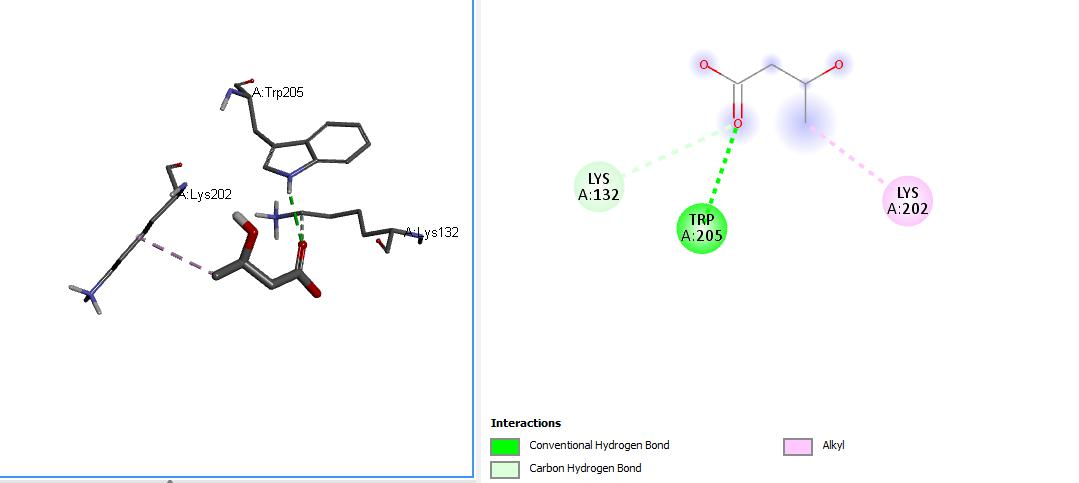 A:Trp205
A:Lys202
A:Lys132
O
O
O
LYS
A:132
TRP
A:205
LYS
A:202
Interactions
Conventional Hydrogen Bond
Carbon Hydrogen Bond
Alkyl